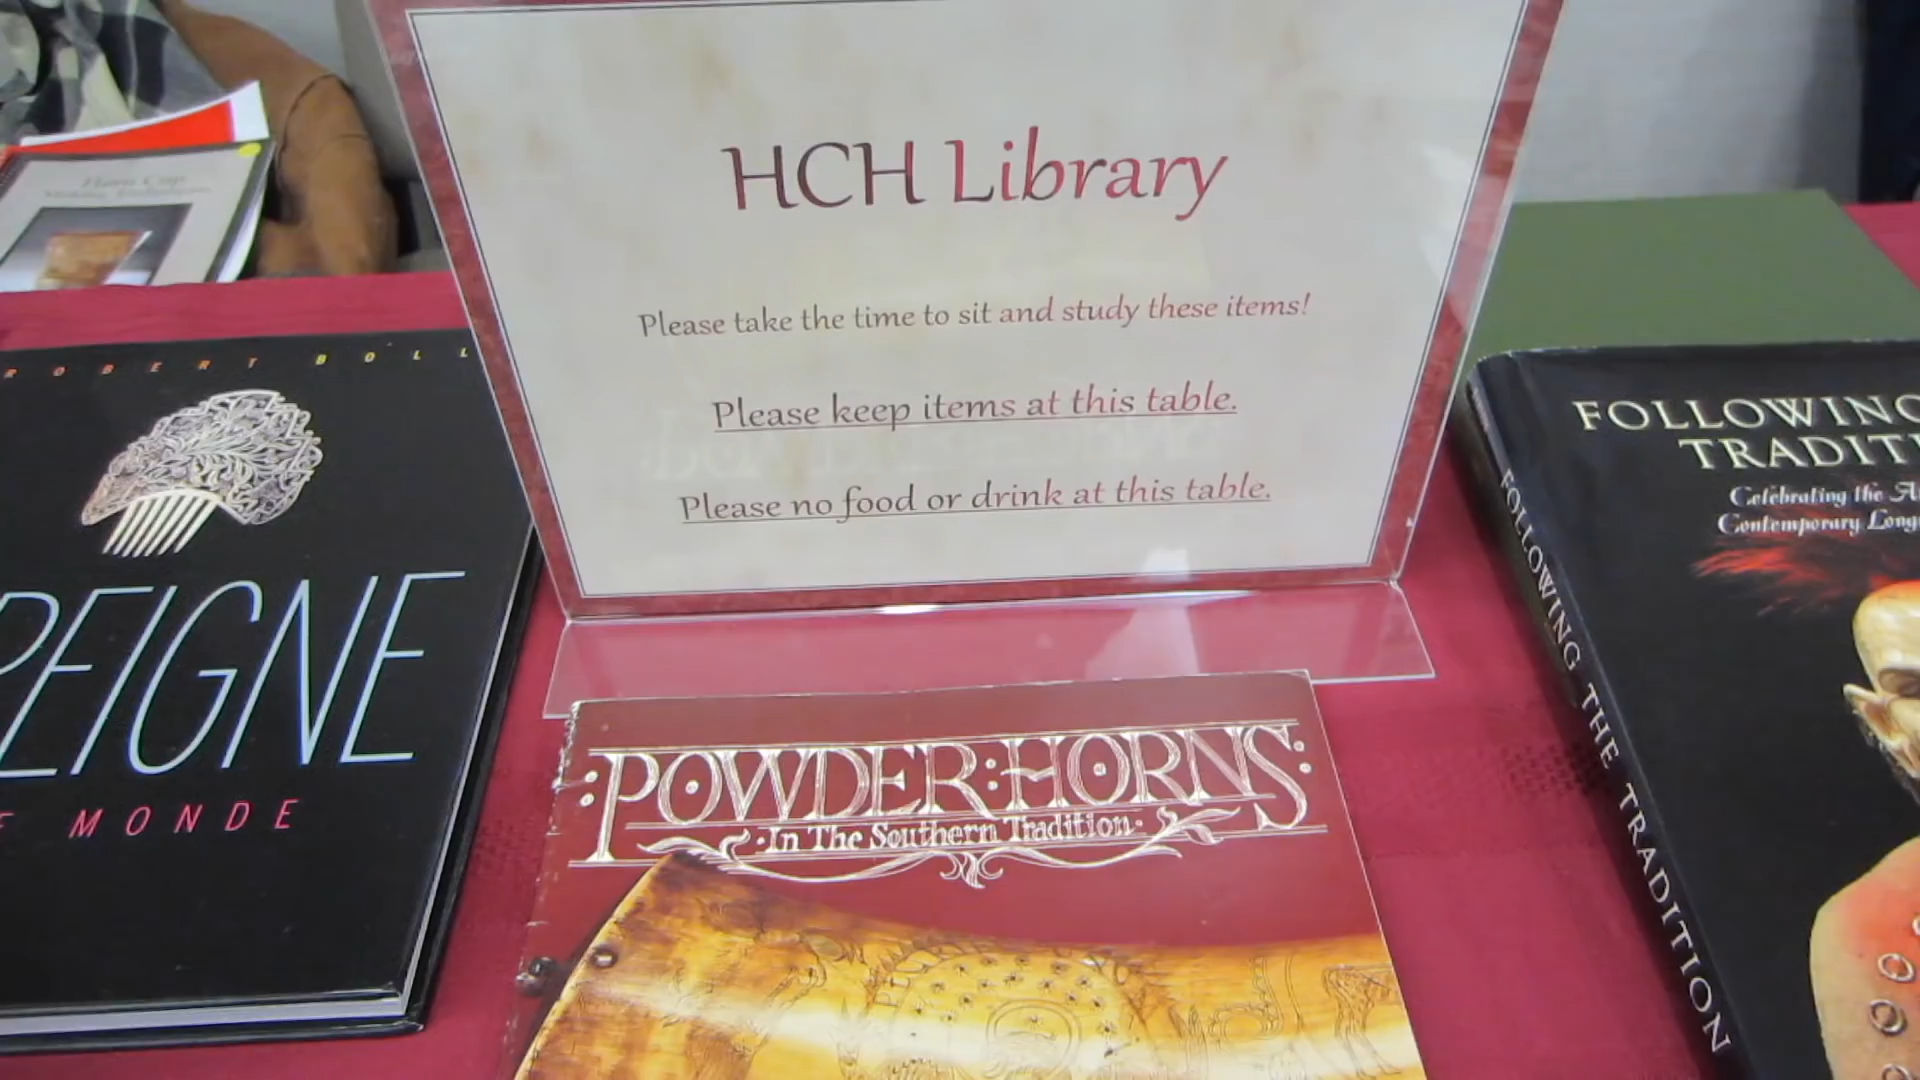 HCH Library
Please take the time to sit and study these items!
Please keep items at this table.
Please no food or drink at this table.
Horn Cup
ROBERT BOLL
PEIGNE
E MONDE
:POWDER:HORNS:
·In The Southern Tradition·
FOLLOWING
TRADITI
Celebrating the A
Contemporary Long
FOLLOWING THE TRADITION